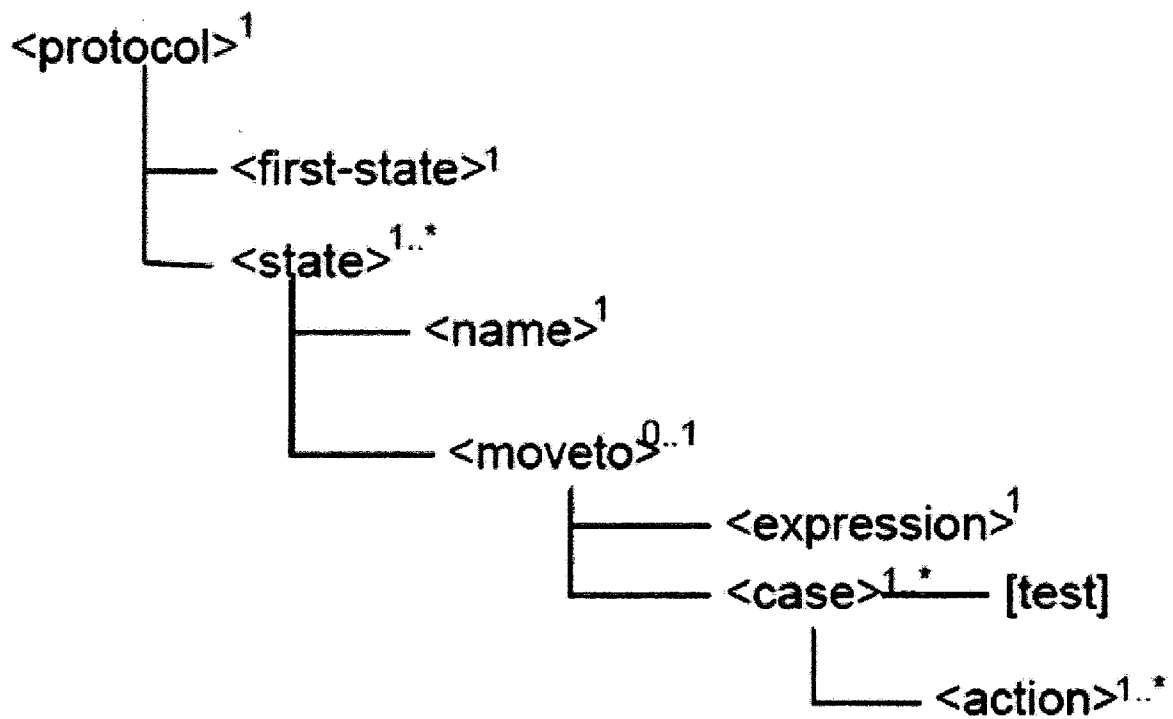 <protocol>1
<first-state>1
<state>1..*
<name>1
<moveto>0..1
<expression>1
<case>1..* [test]
<action>1..*